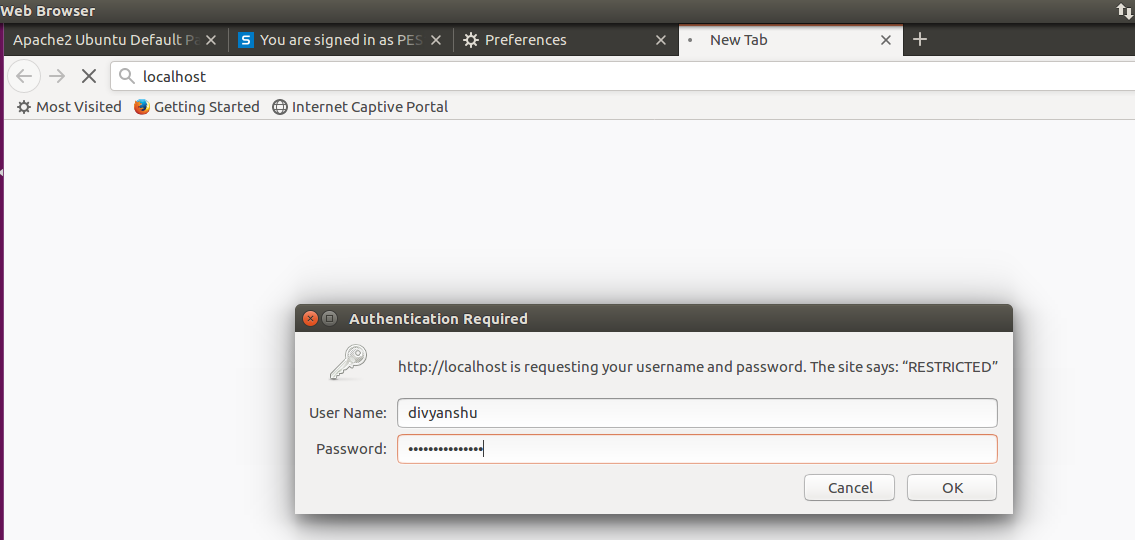 Web Browser
Apache2 Ubuntu Default Pa
S You are signed in as PES
Preferences
New Tab
localhost
Most Visited Getting Started Internet Captive Portal
Authentication Required
http://localhost is requesting your username and password. The site says: “RESTRICTED”
User Name: divyanshu
Password: •••••••••••••••
Cancel OK